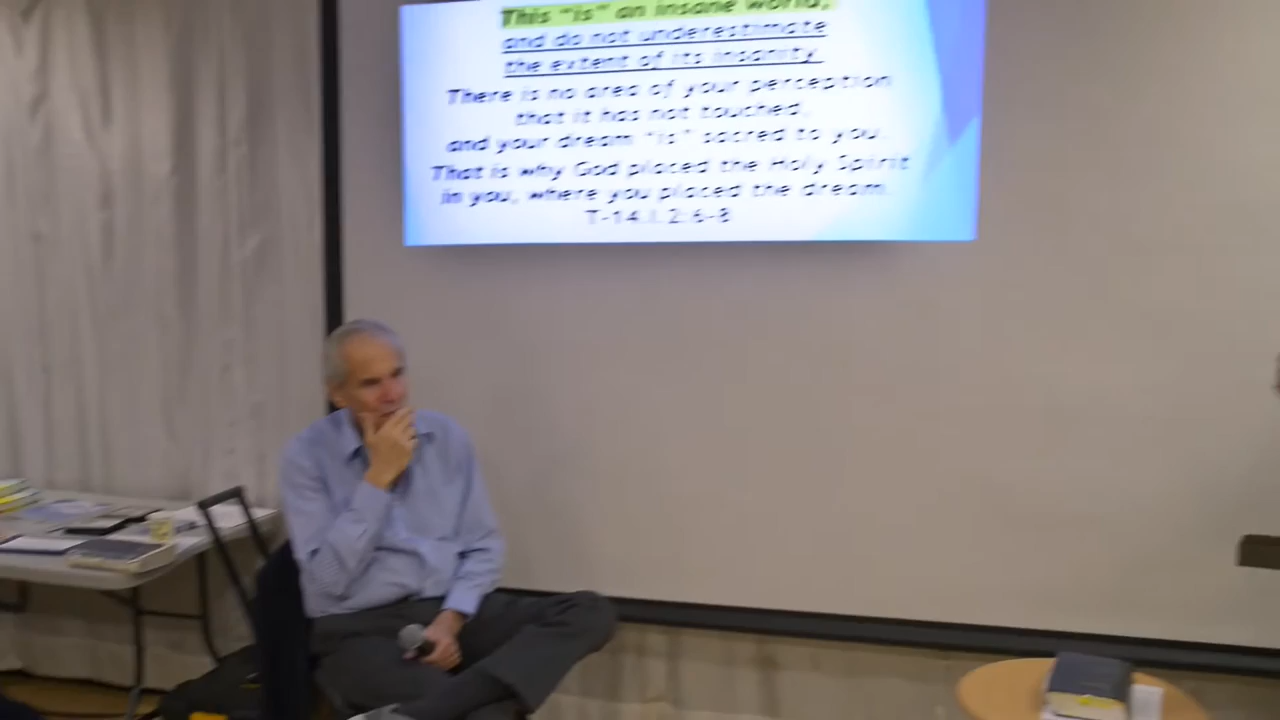 This "is" an insane world,
and do not underestimate
the extent of its insanity.
There is no area of your perception
that it has not touched,
and your dream "is" sacred to you.
That is why God placed the Holy Spirit
in you, where you placed the dream.
T-14.I.2:6-8